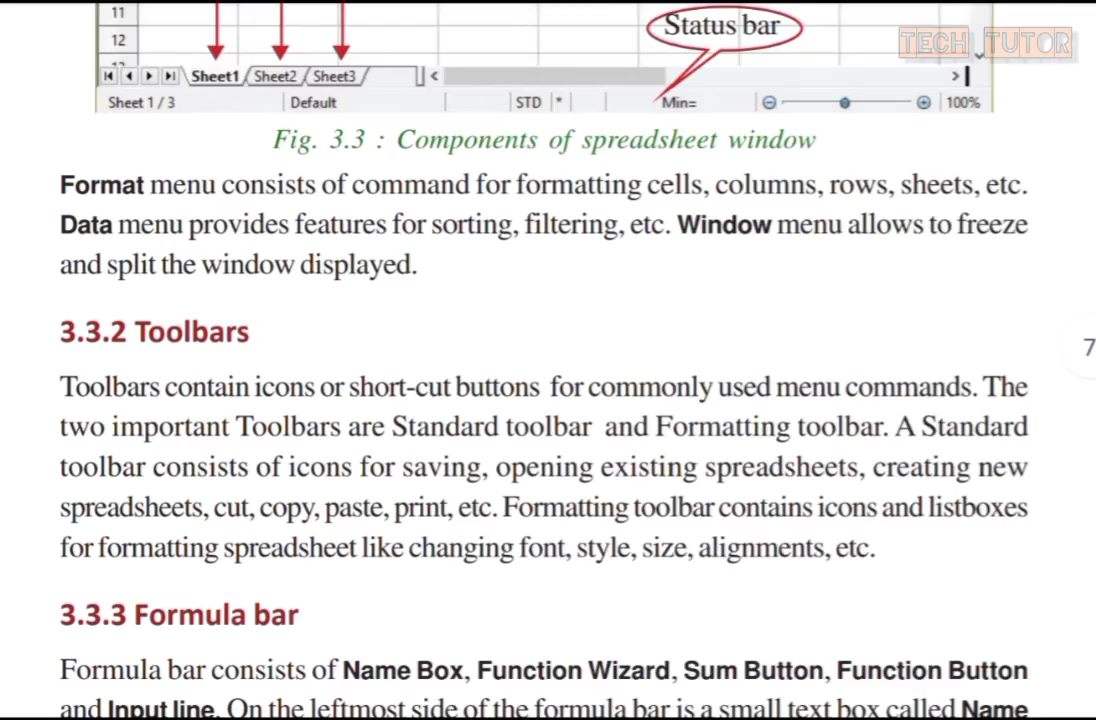 11
Status bar
TECH TUTOR
12
Sheet1 Sheet2 Sheet3
Sheet 1 / 3 Default STD * Min= 100%
Fig. 3.3 : Components of spreadsheet window
Format menu consists of command for formatting cells, columns, rows, sheets, etc.
Data menu provides features for sorting, filtering, etc. Window menu allows to freeze
and split the window displayed.
3.3.2 Toolbars
7
Toolbars contain icons or short-cut buttons for commonly used menu commands. The
two important Toolbars are Standard toolbar and Formatting toolbar. A Standard
toolbar consists of icons for saving, opening existing spreadsheets, creating new
spreadsheets, cut, copy, paste, print, etc. Formatting toolbar contains icons and listboxes
for formatting spreadsheet like changing font, style, size, alignments, etc.
3.3.3 Formula bar
Formula bar consists of Name Box, Function Wizard, Sum Button, Function Button
and Input line. On the leftmost side of the formula bar is a small text box called Name